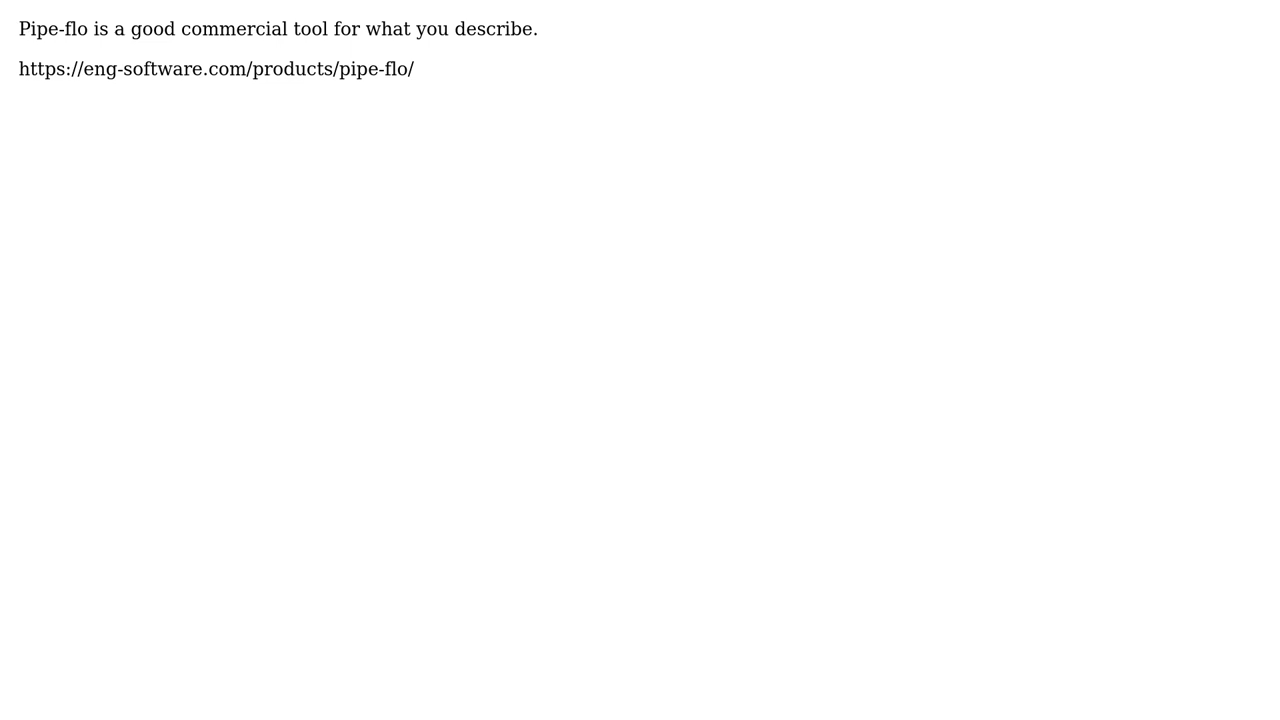 Pipe-flo is a good commercial tool for what you describe.
https://eng-software.com/products/pipe-flo/